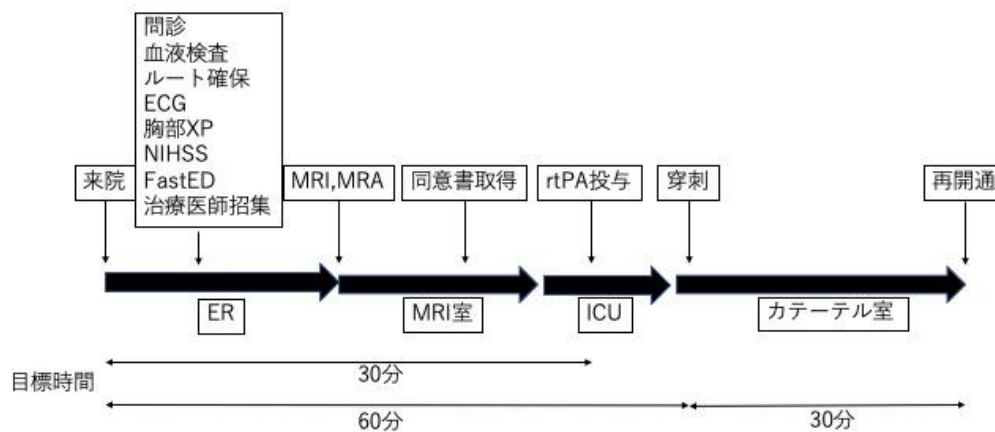 問診
血液検査
ルート確保
ECG
胸部XP
NIHSS
FastED
治療医師招集
来院
MRI,MRA
同意書取得
rtPA投与
穿刺
再開通
ER
MRI室
ICU
カテーテル室
目標時間
30分
60分
30分